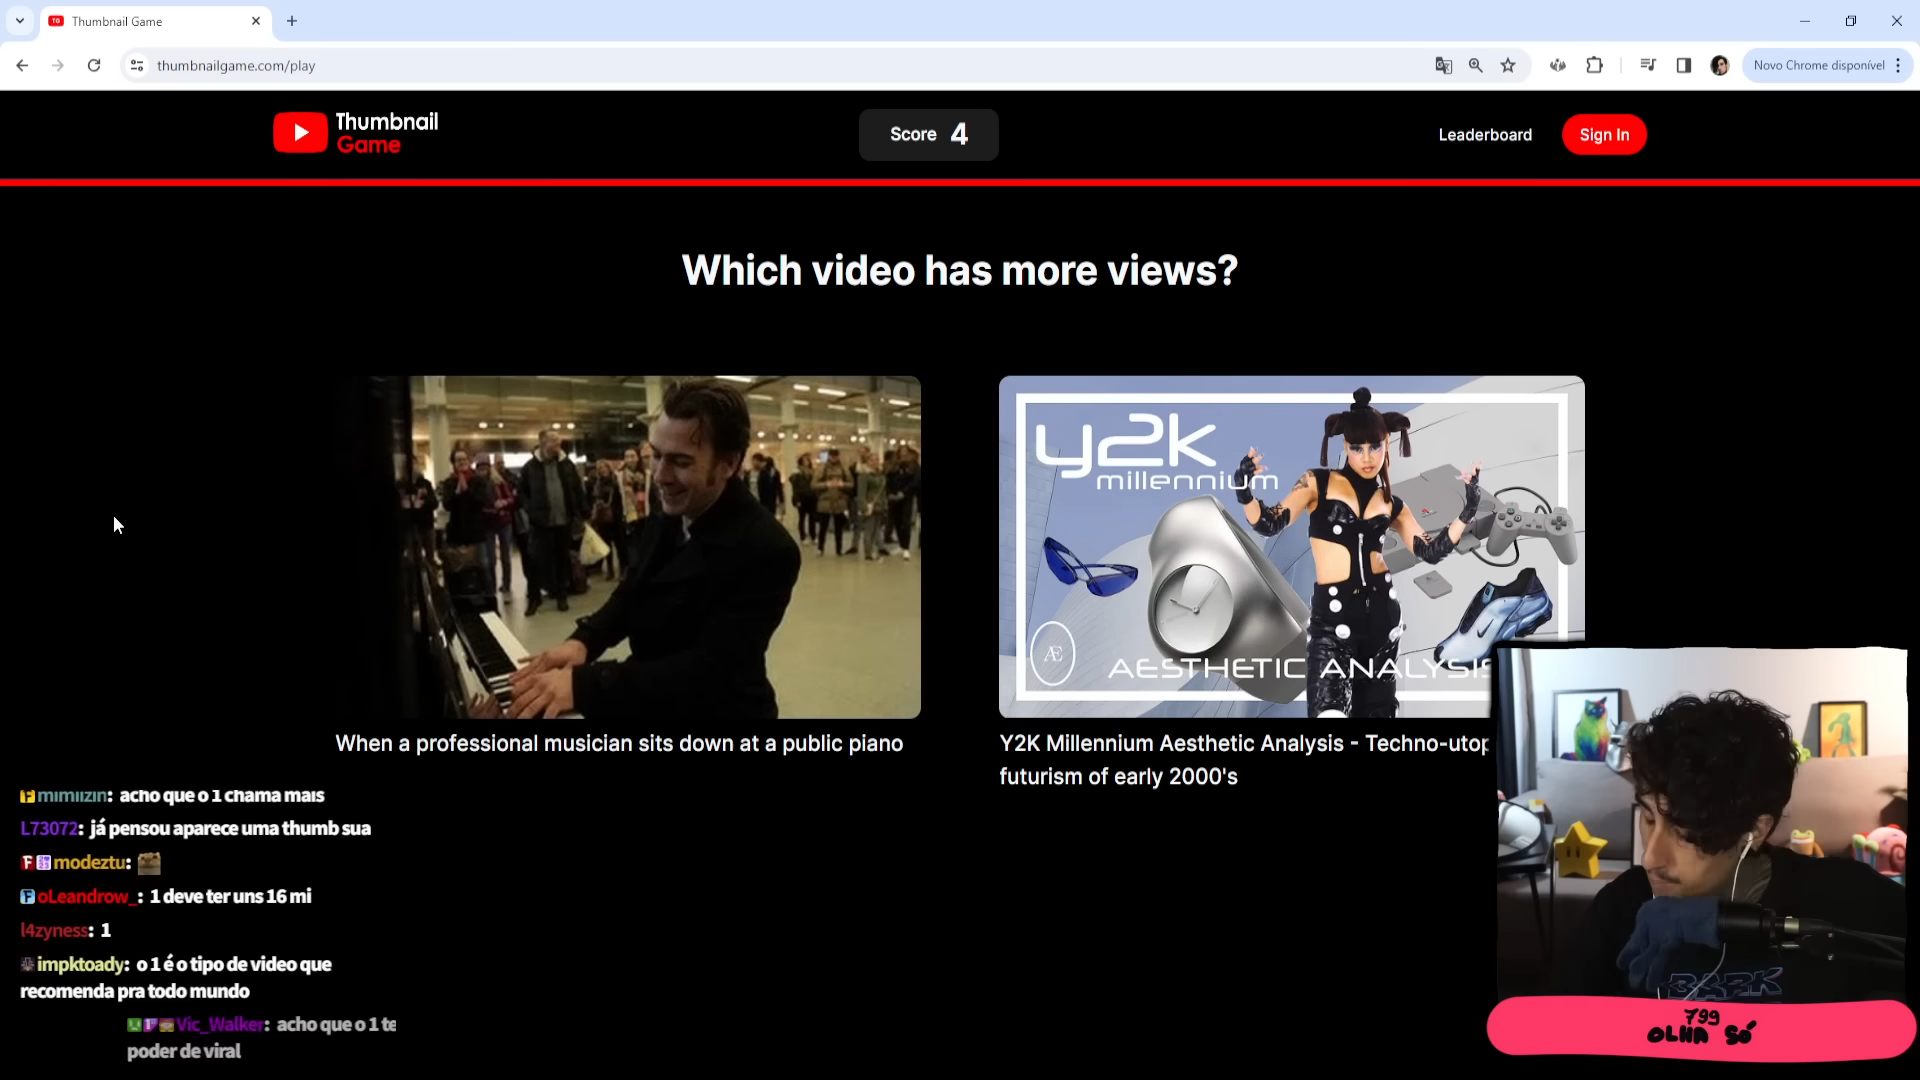 Thumbnail Game
thumbnailgame.com/play
Novo Chrome disponível
Thumbnail
Game
Score 4
Leaderboard
Sign In
Which video has more views?
y2k
millennium
Æ
AESTHETIC ANALYSIS
When a professional musician sits down at a public piano
Y2K Millennium Aesthetic Analysis - Techno-utop
futurism of early 2000's
mimiizin: acho que o 1 chama mais
L73072: já pensou aparece uma thumb sua
modeztu:
oLeandrow_: 1 deve ter uns 16 mi
l4zyness: 1
impktoady: o 1 é o tipo de video que
recomenda pra todo mundo
Vic_Walker: acho que o 1 te
poder de viral
799
OLHA SÓ